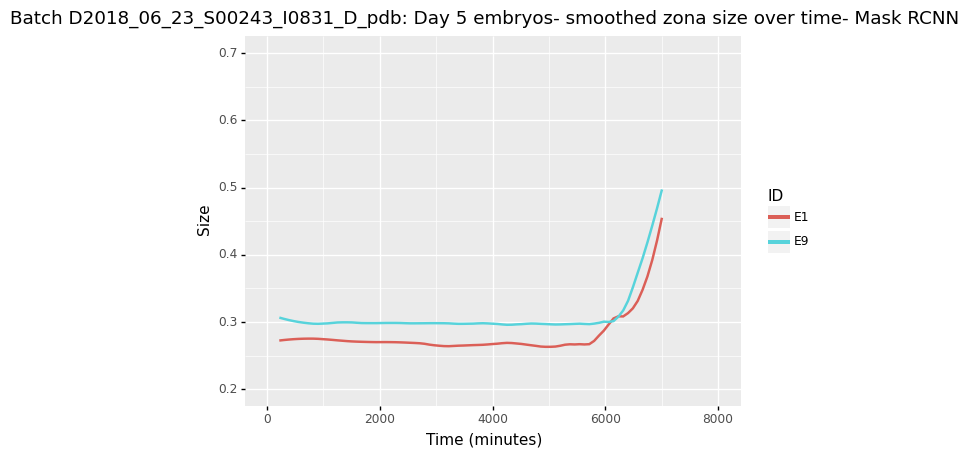 Batch D2018_06_23_S00243_I0831_D_pdb: Day 5 embryos- smoothed zona size over time- Mask RCNN
0.7
0.6
0.5
0.4
0.3
0.2
Size
0 2000 4000 6000 8000
Time (minutes)
ID
E1
E9